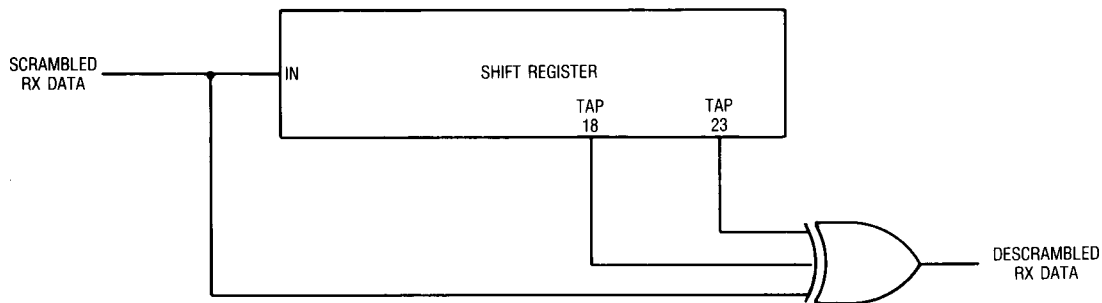 SCRAMBLED
RX DATA
IN
SHIFT REGISTER
TAP
18
TAP
23
DESCRAMBLED
RX DATA